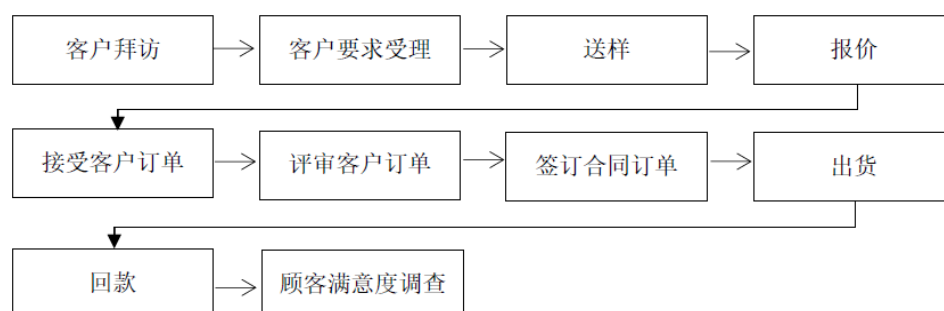 客户拜访
客户要求受理
送样
报价
接受客户订单
评审客户订单
签订合同订单
出货
回款
顾客满意度调查